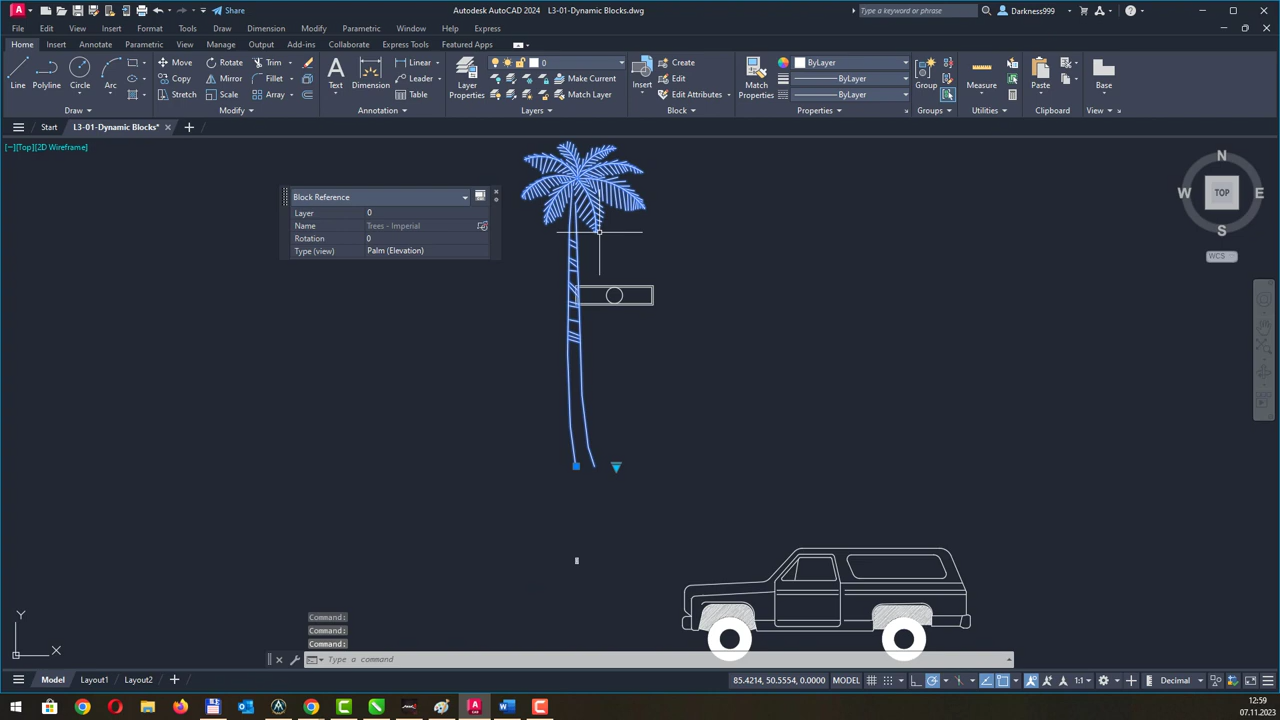 A Share Autodesk AutoCAD 2024 L3-01-Dynamic Blocks.dwg Type a keyword or phrase Darkness999
File Edit View Insert Format Tools Draw Dimension Modify Parametric Window Help Express
Home Insert Annotate Parametric View Manage Output Add-ins Collaborate Express Tools Featured Apps
Line Polyline Circle Arc Move Rotate Trim Text Dimension Linear Layer Properties 0 Insert Create Match Properties ByLayer Group Measure Paste Base
Copy Mirror Fillet Leader Make Current Edit ByLayer
Stretch Scale Array Table Match Layer Edit Attributes ByLayer
Draw Modify Annotation Layers Block Properties Groups Utilities Clipboard View
Start L3-01-Dynamic Blocks*
[−][Top][2D Wireframe]
N
W TOP E
S
WCS
Block Reference
Layer 0
Name Trees - Imperial
Rotation 0
Type (view) Palm (Elevation)
Y
X
Command:
Command:
Command:
Type a command
Model Layout1 Layout2 85.4214, 50.5554, 0.0000 MODEL 1:1 Decimal
12:59
07.11.2023